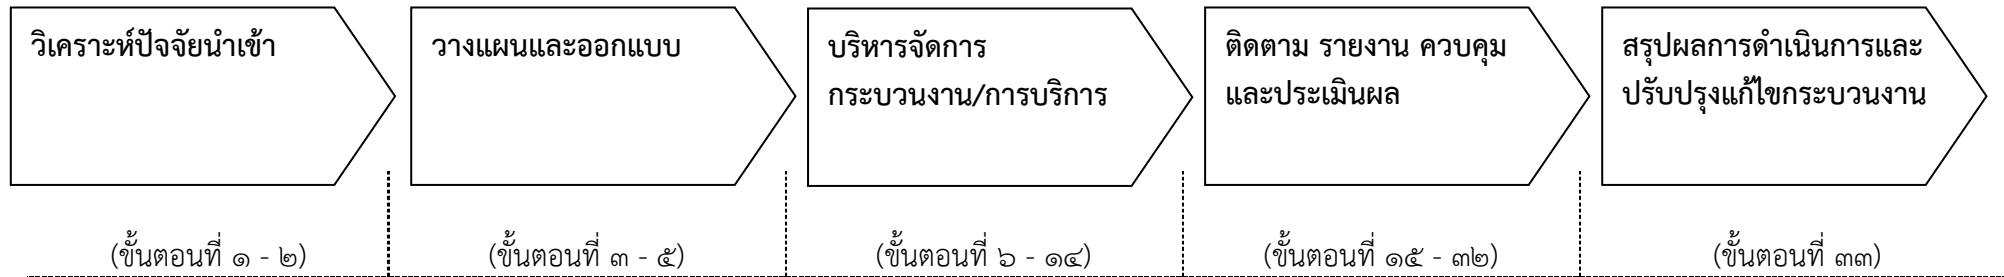 วิเคราะห์ปัจจัยนำเข้า
วางแผนและออกแบบ
บริหารจัดการ
กระบวนงาน/การบริการ
ติดตาม รายงาน ควบคุม
และประเมินผล
สรุปผลการดำเนินการและ
ปรับปรุงแก้ไขกระบวนงาน
(ขั้นตอนที่ ๑ - ๒)
(ขั้นตอนที่ ๓ - ๕)
(ขั้นตอนที่ ๖ - ๑๔)
(ขั้นตอนที่ ๑๕ - ๓๒)
(ขั้นตอนที่ ๓๓)